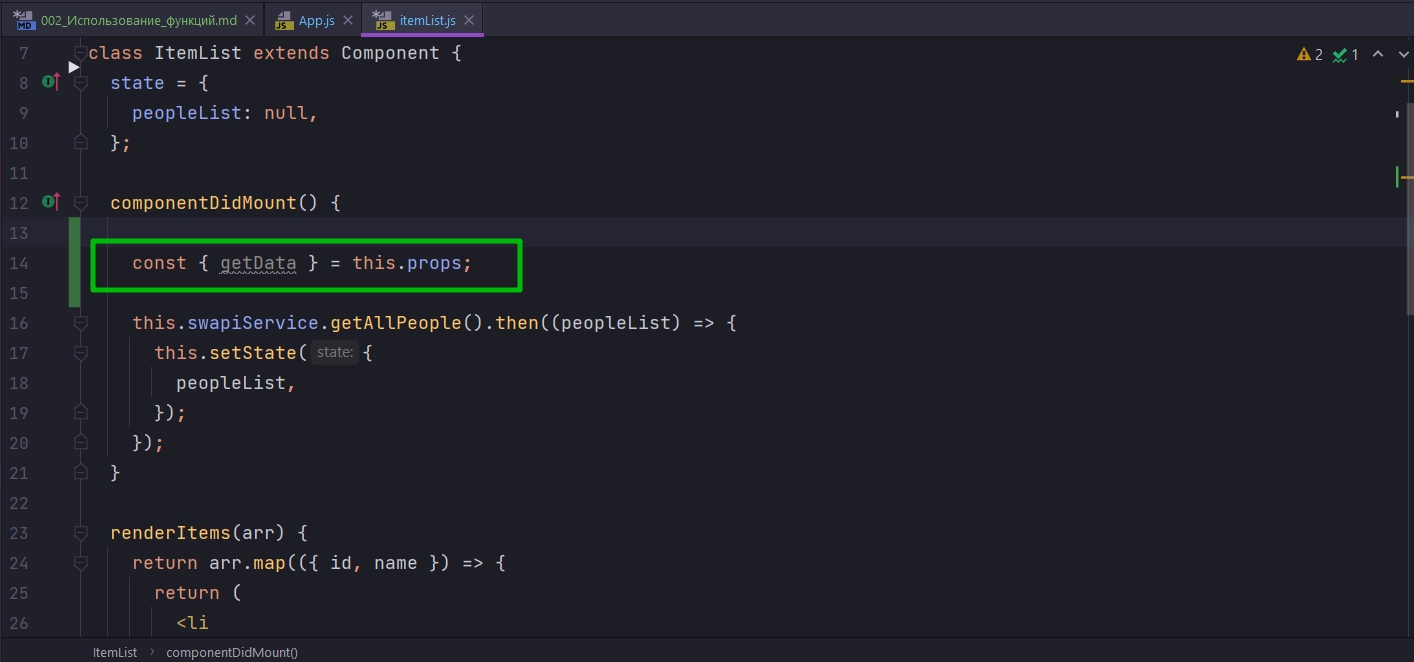 MD 002_Использование_функций.md JS App.js JS itemList.js
7 class ItemList extends Component { 2 1
8 state = {
9 peopleList: null,
10 };
11
12 componentDidMount() {
13
14 const { getData } = this.props;
15
16 this.swapiService.getAllPeople().then((peopleList) => {
17 this.setState( state: {
18 peopleList,
19 });
20 });
21 }
22
23 renderItems(arr) {
24 return arr.map(({ id, name }) => {
25 return (
26 <li
ItemList › componentDidMount()